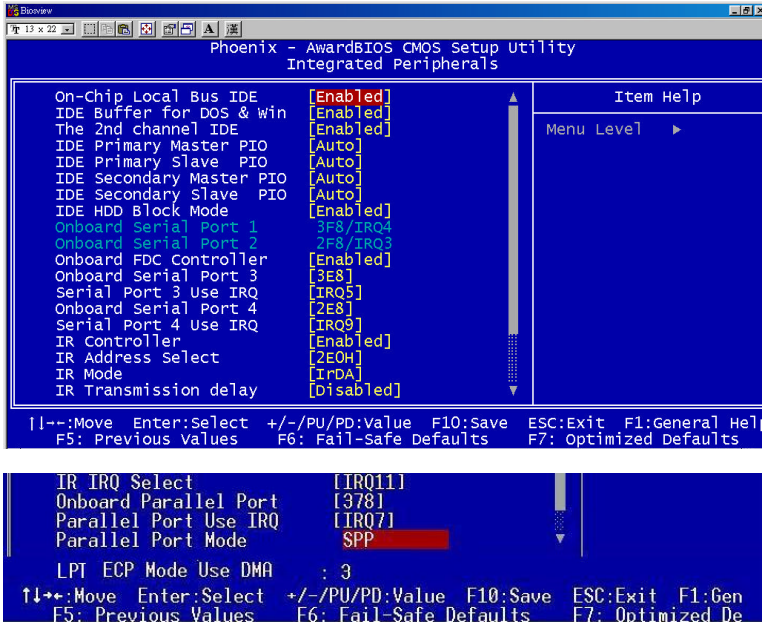 Biosview
Tr 13 x 22 A 漢
Phoenix - AwardBIOS CMOS Setup Utility
Integrated Peripherals
On-Chip Local Bus IDE [Enabled] Item Help
IDE Buffer for DOS & Win [Enabled]
The 2nd channel IDE [Enabled] Menu Level ▶
IDE Primary Master PIO [Auto]
IDE Primary Slave PIO [Auto]
IDE Secondary Master PIO [Auto]
IDE Secondary Slave PIO [Auto]
IDE HDD Block Mode [Enabled]
Onboard Serial Port 1 3F8/IRQ4
Onboard Serial Port 2 2F8/IRQ3
Onboard FDC Controller [Enabled]
Onboard Serial Port 3 [3E8]
Serial Port 3 Use IRQ [IRQ5]
Onboard Serial Port 4 [2E8]
Serial Port 4 Use IRQ [IRQ9]
IR Controller [Enabled]
IR Address Select [2E0H]
IR Mode [IrDA]
IR Transmission delay [Disabled]
↑↓→←:Move Enter:Select +/-/PU/PD:Value F10:Save ESC:Exit F1:General Help
F5: Previous Values F6: Fail-Safe Defaults F7: Optimized Defaults
IR IRQ Select [IRQ11]
Onboard Parallel Port [378]
Parallel Port Use IRQ [IRQ7]
Parallel Port Mode SPP
LPT ECP Mode Use DMA : 3
↑↓→←:Move Enter:Select +/-/PU/PD:Value F10:Save ESC:Exit F1:Gen
F5: Previous Values F6: Fail-Safe Defaults F7: Optimized De